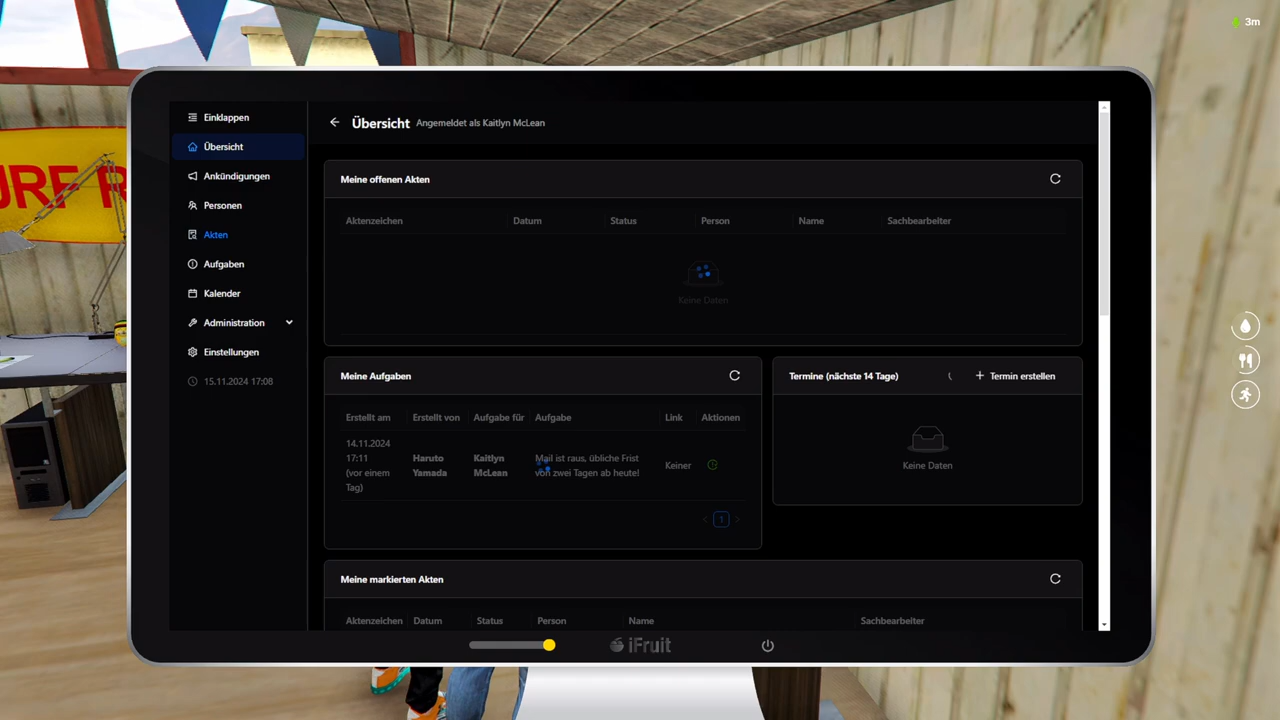 3m
URF R
Einklappen
Übersicht
Ankündigungen
Personen
Akten
Aufgaben
Kalender
Administration
Einstellungen
15.11.2024 17:08
Übersicht Angemeldet als Kaitlyn McLean
Meine offenen Akten
Aktenzeichen Datum Status Person Name Sachbearbeiter
Keine Daten
Meine Aufgaben
Erstellt am Erstellt von Aufgabe für Aufgabe Link Aktionen
14.11.2024
17:11
(vor einem
Tag)
Haruto
Yamada
Kaitlyn
McLean
Mail ist raus, übliche Frist
von zwei Tagen ab heute!
Keiner
1
Termine (nächste 14 Tage) + Termin erstellen
Keine Daten
Meine markierten Akten
Aktenzeichen Datum Status Person Name Sachbearbeiter
iFruit